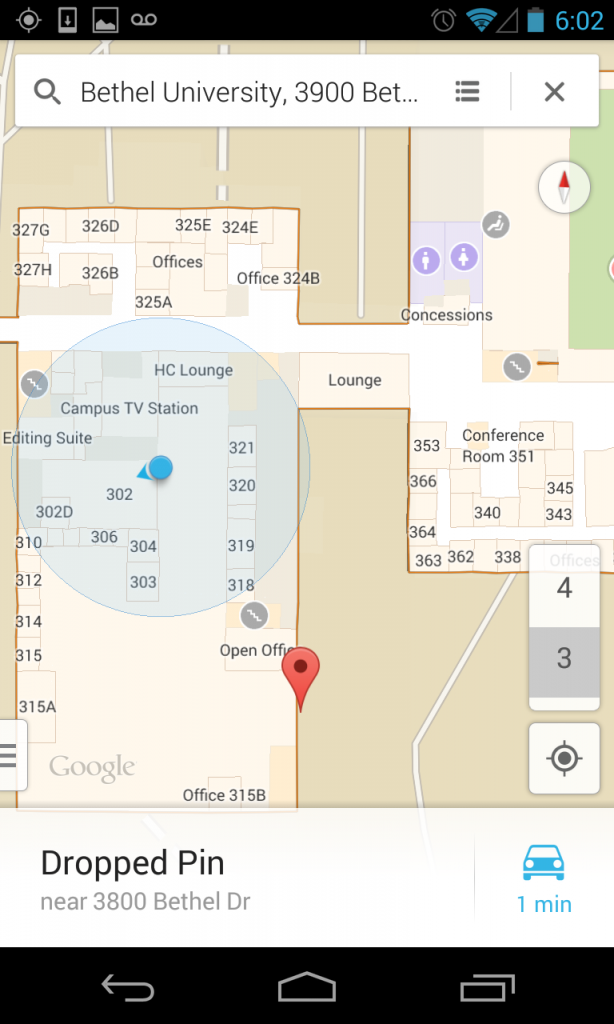 6:02
Bethel University, 3900 Bet...
327G
326D
325E
324E
327H
326B
Offices
Office 324B
325A
Concessions
HC Lounge
Lounge
Campus TV Station
Editing Suite
321
353
Conference
Room 351
302
320
366
345
302D
340
343
310
306
304
319
364
363
362
338
Offices
312
303
318
4
314
315
Open Offic
3
315A
Google
Office 315B
Dropped Pin
near 3800 Bethel Dr
1 min